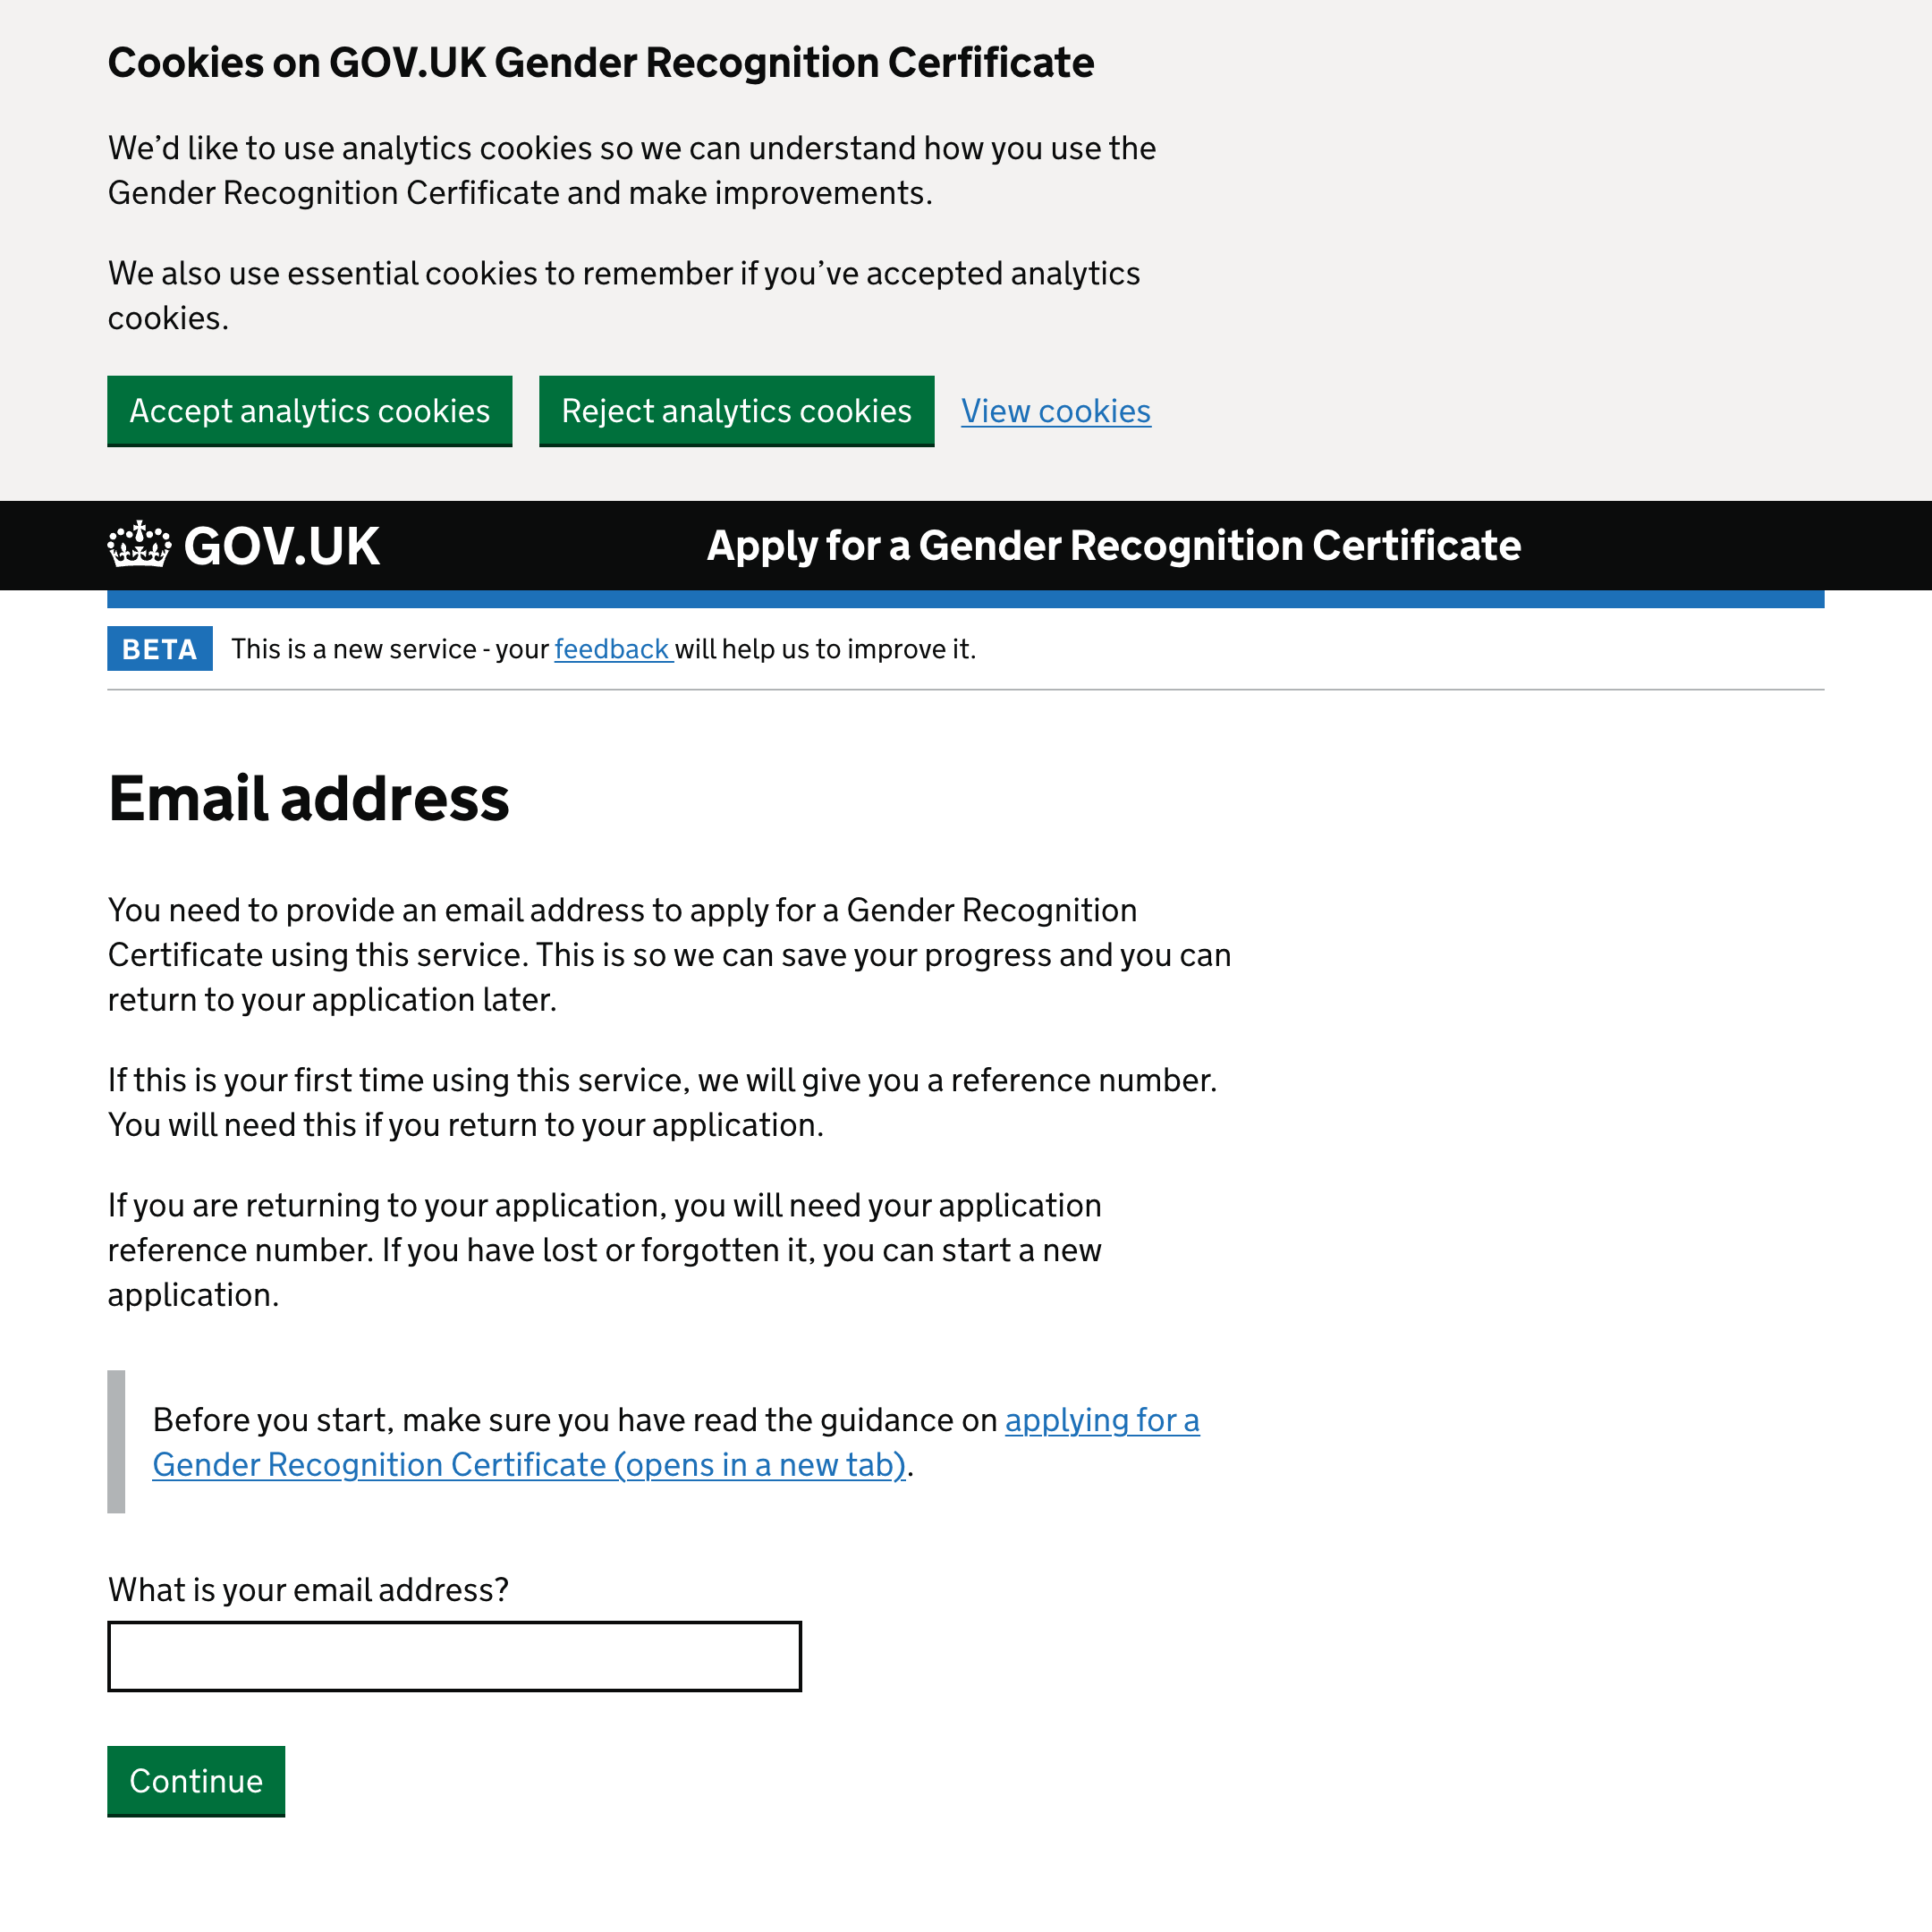 Cookies on GOV.UK Gender Recognition Cerfificate
We’d like to use analytics cookies so we can understand how you use the
Gender Recognition Cerfificate and make improvements.
We also use essential cookies to remember if you’ve accepted analytics
cookies.
Accept analytics cookies Reject analytics cookies View cookies
GOV.UK Apply for a Gender Recognition Certificate
BETA This is a new service - your feedback will help us to improve it.
Email address
You need to provide an email address to apply for a Gender Recognition
Certificate using this service. This is so we can save your progress and you can
return to your application later.
If this is your first time using this service, we will give you a reference number.
You will need this if you return to your application.
If you are returning to your application, you will need your application
reference number. If you have lost or forgotten it, you can start a new
application.
Before you start, make sure you have read the guidance on applying for a
Gender Recognition Certificate (opens in a new tab).
What is your email address?
Continue